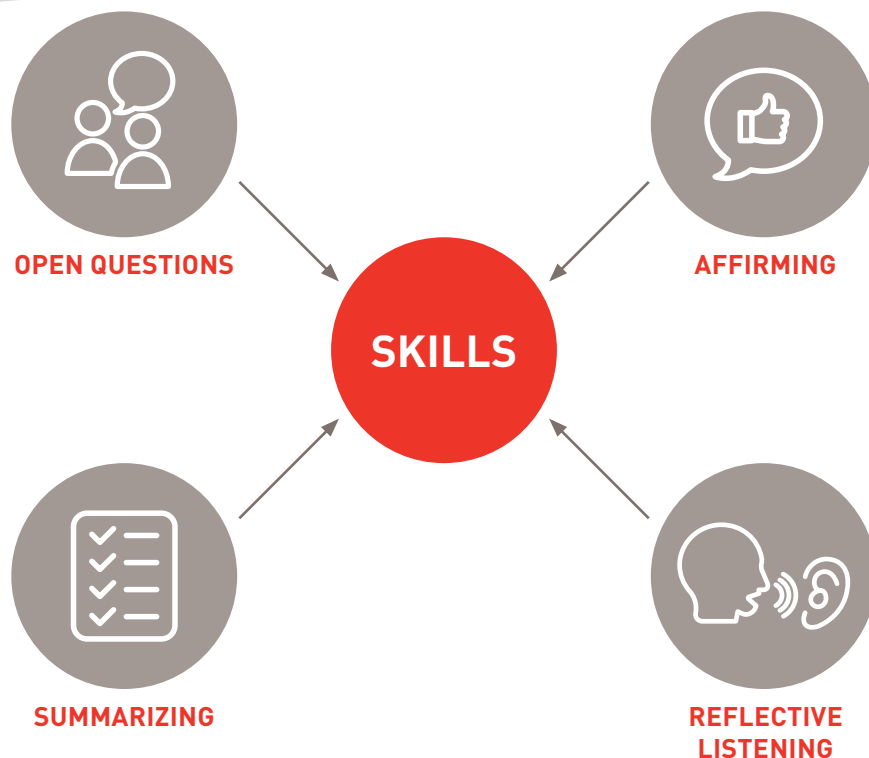 OPEN QUESTIONS
AFFIRMING
SKILLS
SUMMARIZING
REFLECTIVE
LISTENING